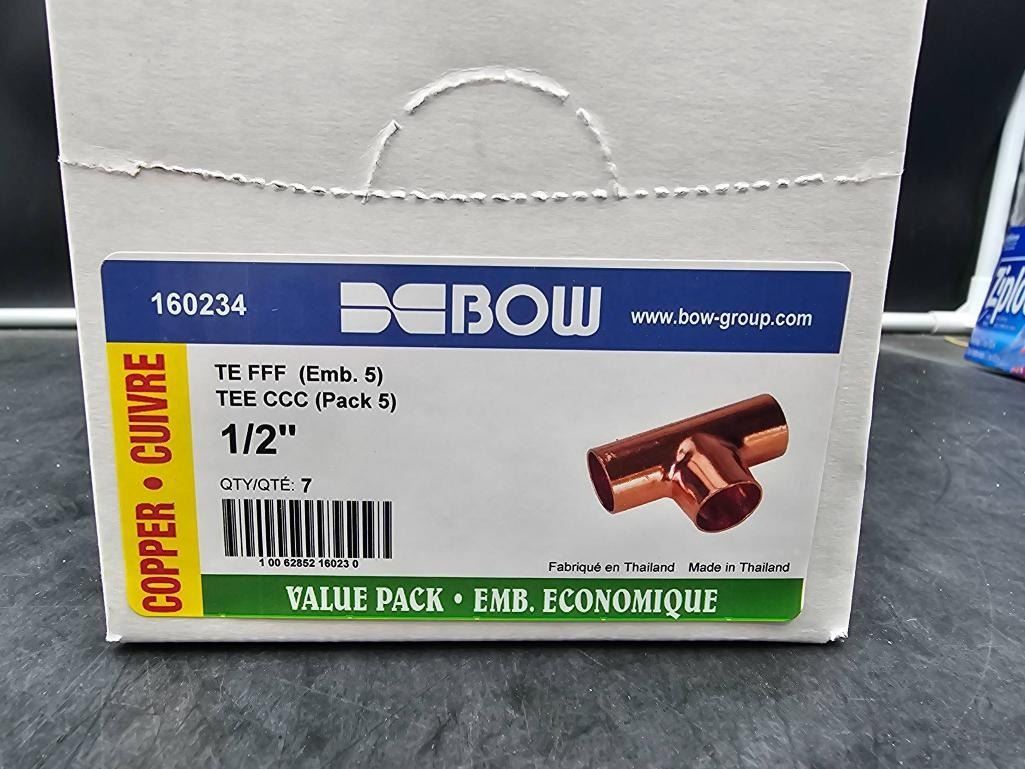 160234
BOW
www.bow-group.com
COPPER • CUIVRE
TE FFF (Emb. 5)
TEE CCC (Pack 5)
1/2"
QTY/QTÉ: 7
1 00 62852 16023 0
Fabriqué en Thailand Made in Thailand
VALUE PACK • EMB. ECONOMIQUE